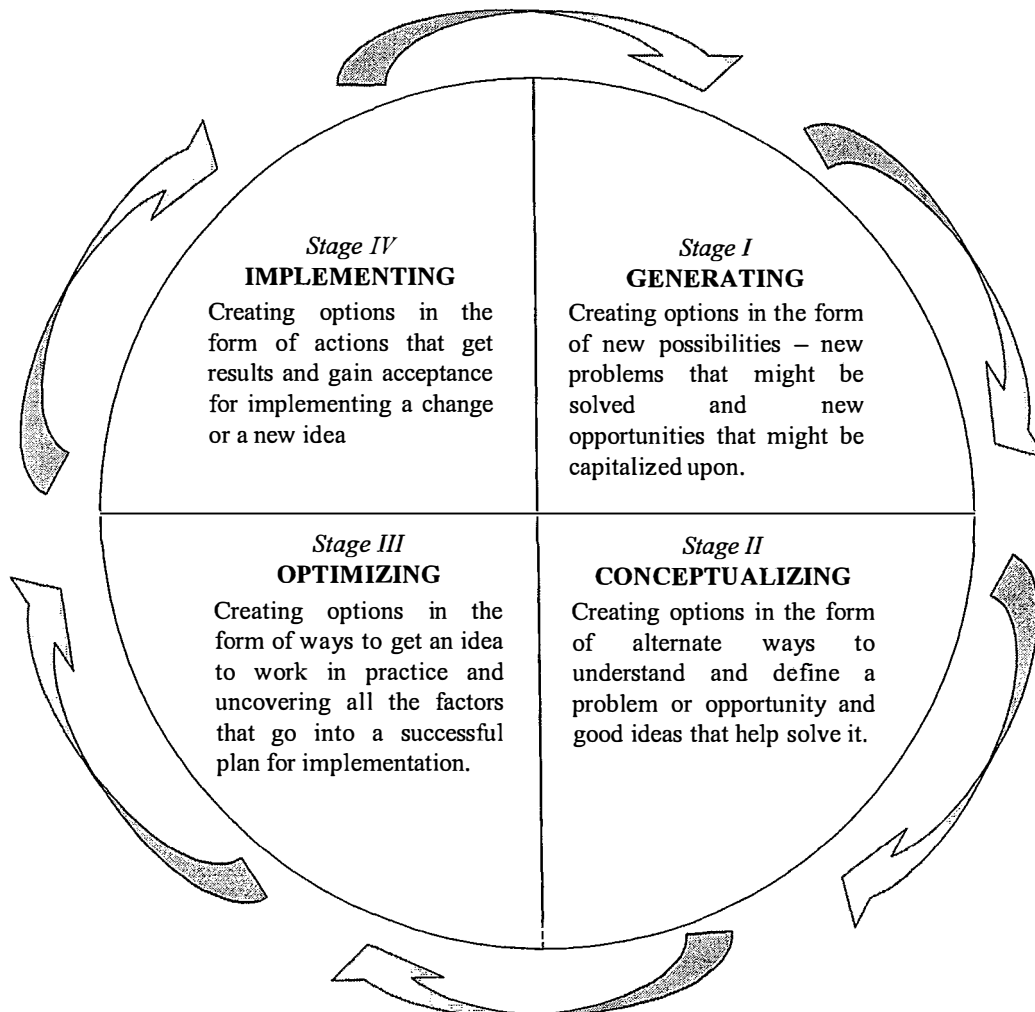 Stage IV
IMPLEMENTING
Creating options in the
form of actions that get
results and gain acceptance
for implementing a change
or a new idea
Stage I
GENERATING
Creating options in the form
of new possibilities – new
problems that might be
solved and new
opportunities that might be
capitalized upon.
Stage III
OPTIMIZING
Creating options in the
form of ways to get an idea
to work in practice and
uncovering all the factors
that go into a successful
plan for implementation.
Stage II
CONCEPTUALIZING
Creating options in the form
of alternate ways to
understand and define a
problem or opportunity and
good ideas that help solve it.